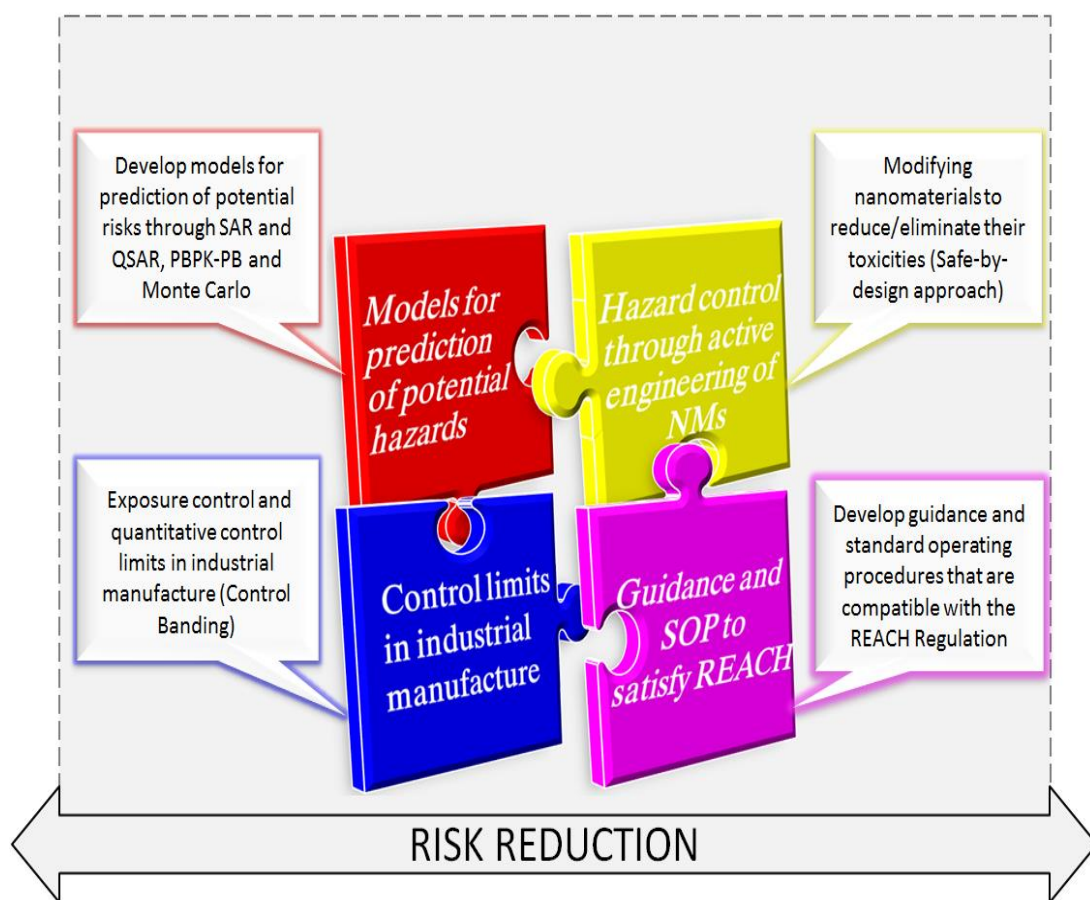 Develop models for
prediction of potential
risks through SAR and
QSAR, PBPK-PB and
Monte Carlo
Modifying
nanomaterials to
reduce/eliminate their
toxicities (Safe-by-
design approach)
Models for
prediction
of potential
hazards
Hazard control
through active
engineering of
NMs
Exposure control and
quantitative control
limits in industrial
manufacture (Control
Banding)
Control limits
in industrial
manufacture
Guidance and
SOP to
satisfy REACH
Develop guidance and
standard operating
procedures that are
compatible with the
REACH Regulation
RISK REDUCTION